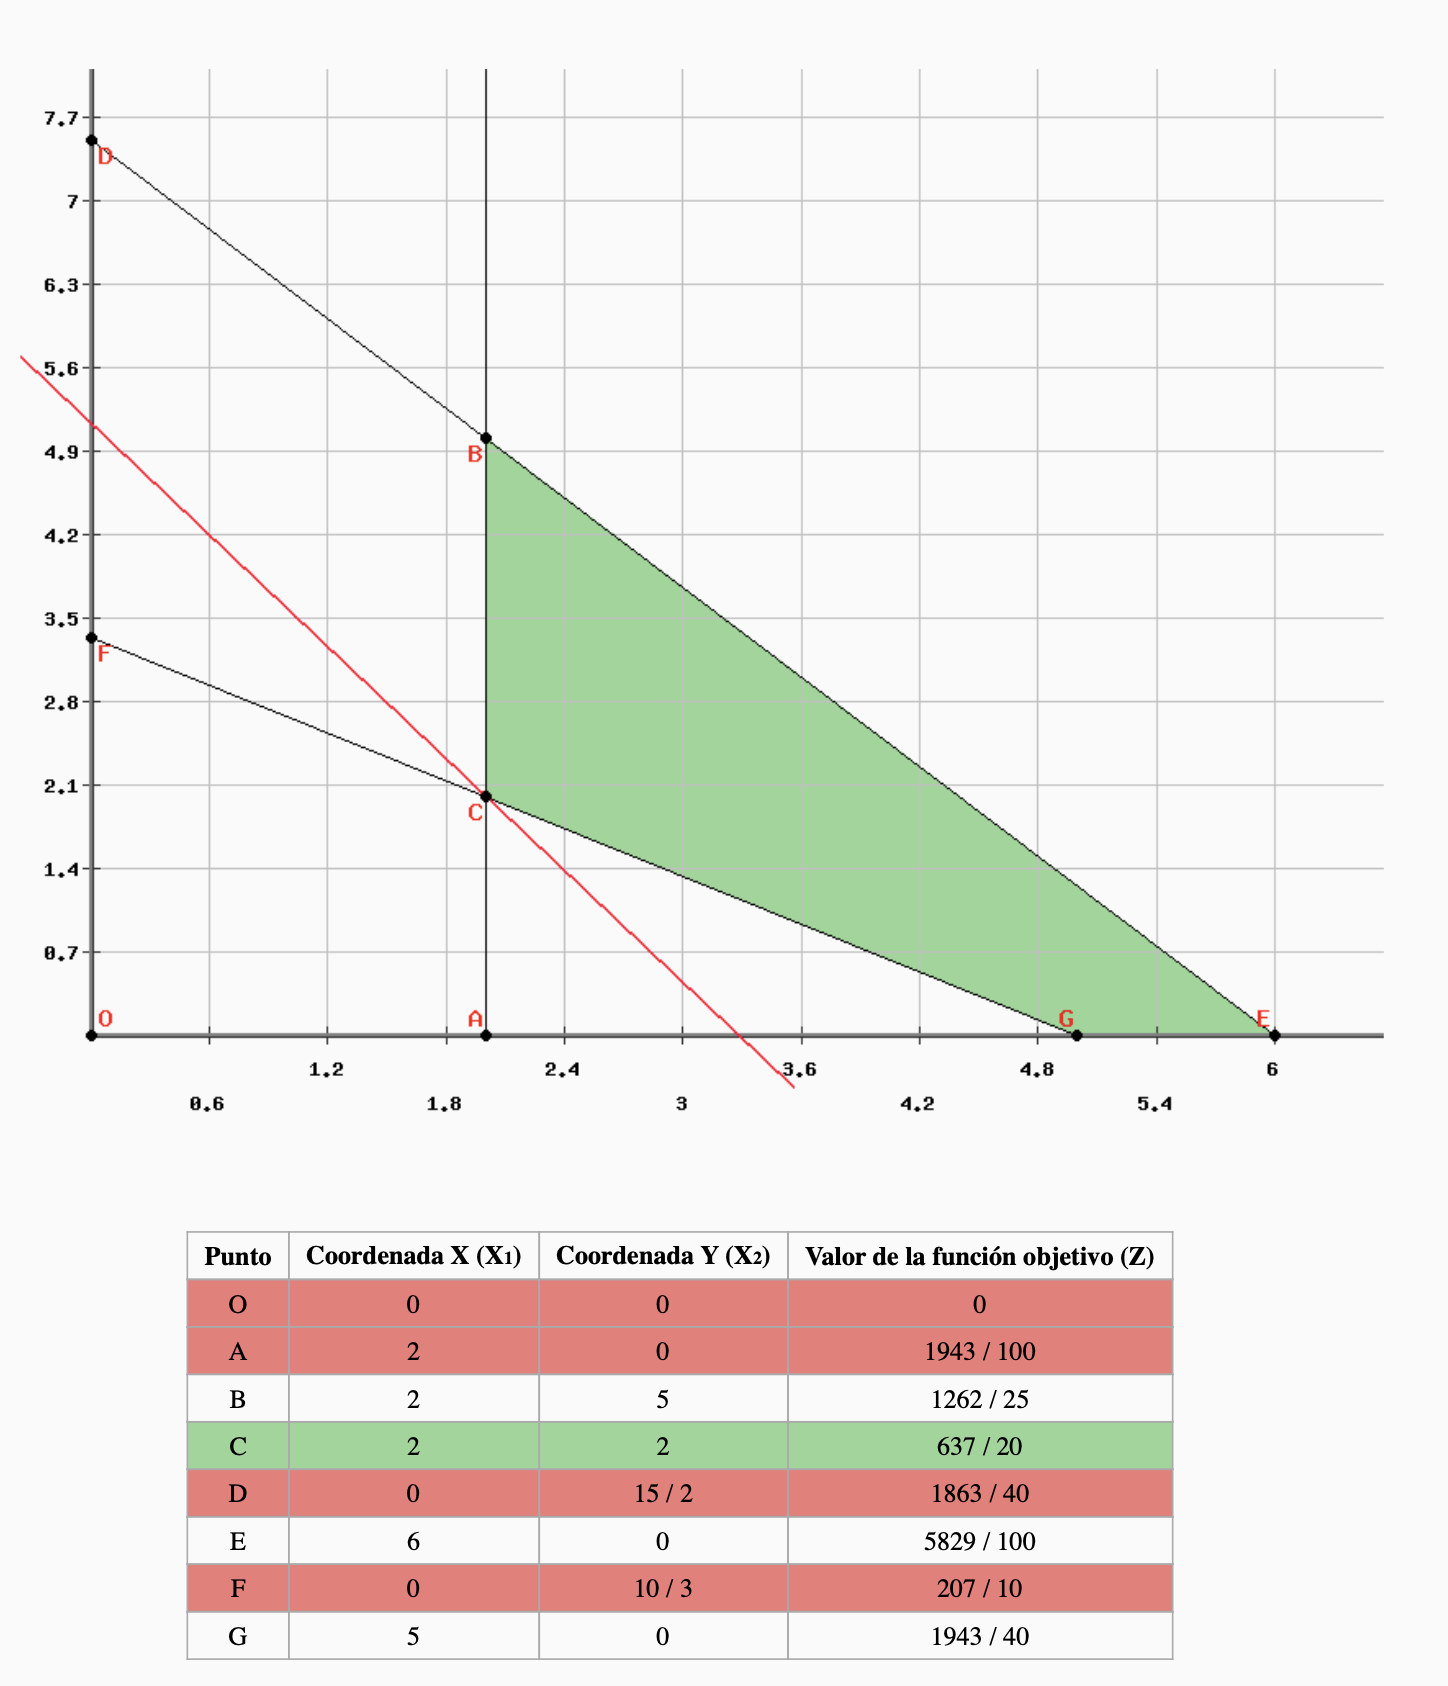 7.7
D
7
6.3
5.6
4.9
B
4.2
3.5
F
2.8
2.1
C
1.4
0.7
O A G E
1.2 2.4 3.6 4.8 6
0.6 1.8 3 4.2 5.4
Punto Coordenada X (X1) Coordenada Y (X2) Valor de la función objetivo (Z)
O 0 0 0
A 2 0 1943 / 100
B 2 5 1262 / 25
C 2 2 637 / 20
D 0 15 / 2 1863 / 40
E 6 0 5829 / 100
F 0 10 / 3 207 / 10
G 5 0 1943 / 40